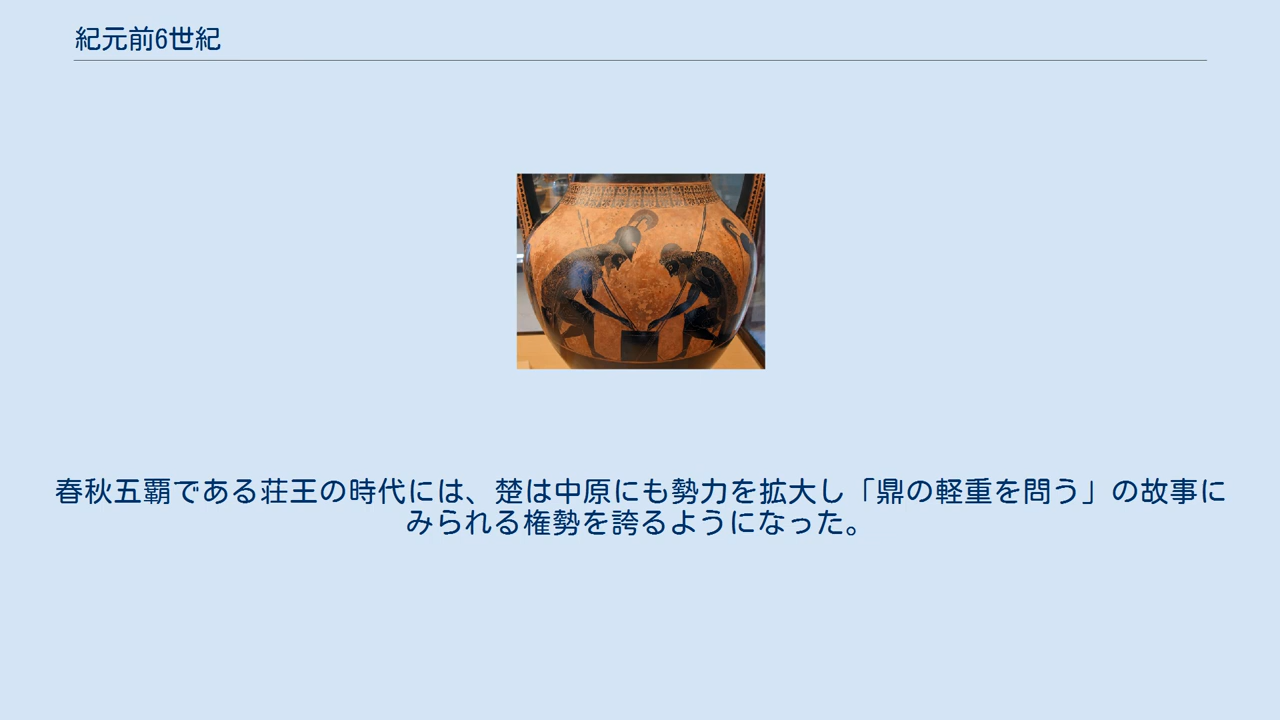 紀元前6世紀
春秋五覇である荘王の時代には、楚は中原にも勢力を拡大し「鼎の軽重を問う」の故事に
みられる権勢を誇るようになった。